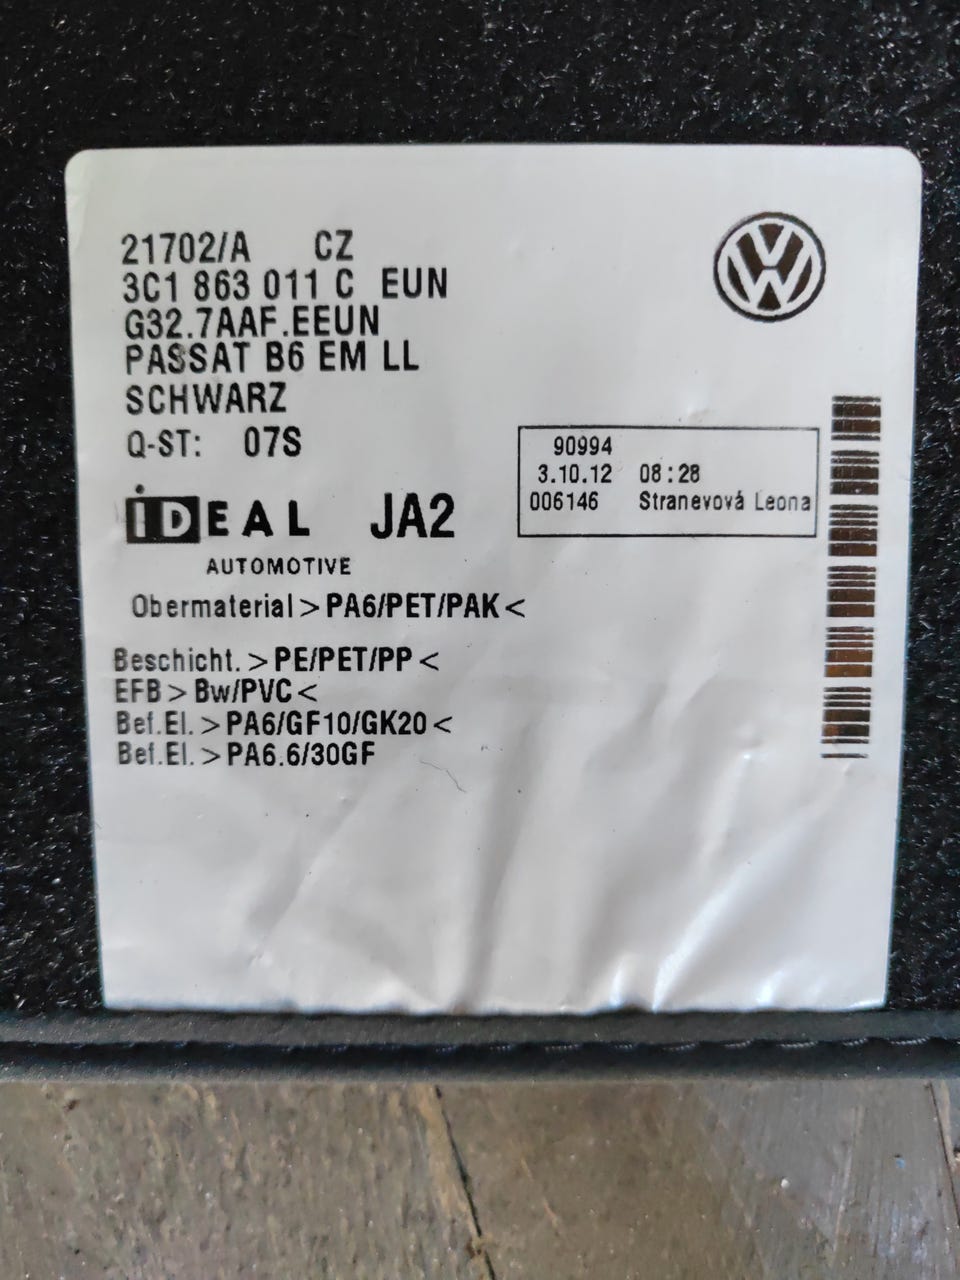 21702/A CZ
3C1 863 011 C EUN
G32.7AAF.EEUN
PASSAT B6 EM LL
SCHWARZ
Q-ST: 07S
90994
3.10.12 08:28
006146 Stranevová Leona
iDEAL JA2
AUTOMOTIVE
Obermaterial >PA6/PET/PAK<
Beschicht. >PE/PET/PP<
EFB >Bw/PVC<
Bef.El. >PA6/GF10/GK20<
Bef.El. >PA6.6/30GF